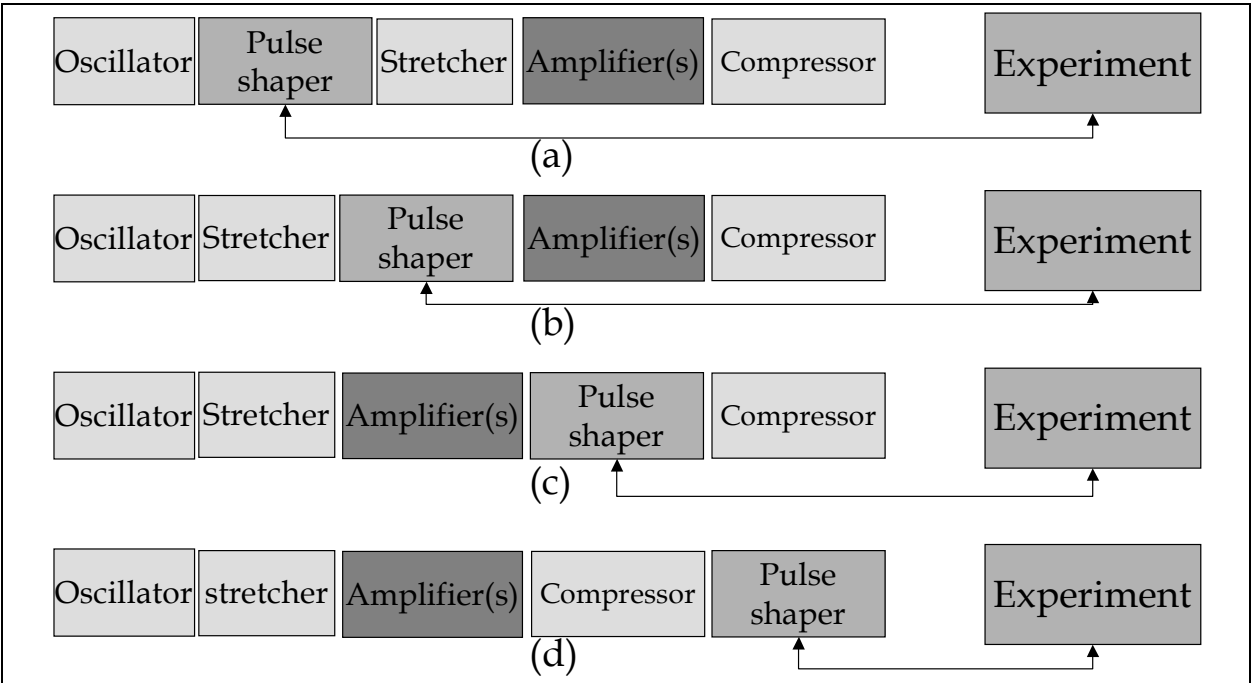 Oscillator
Pulse
shaper
Stretcher
Amplifier(s)
Compressor
Experiment
(a)
Oscillator
Stretcher
Pulse
shaper
Amplifier(s)
Compressor
Experiment
(b)
Oscillator
Stretcher
Amplifier(s)
Pulse
shaper
Compressor
Experiment
(c)
Oscillator
stretcher
Amplifier(s)
Compressor
Pulse
shaper
Experiment
(d)